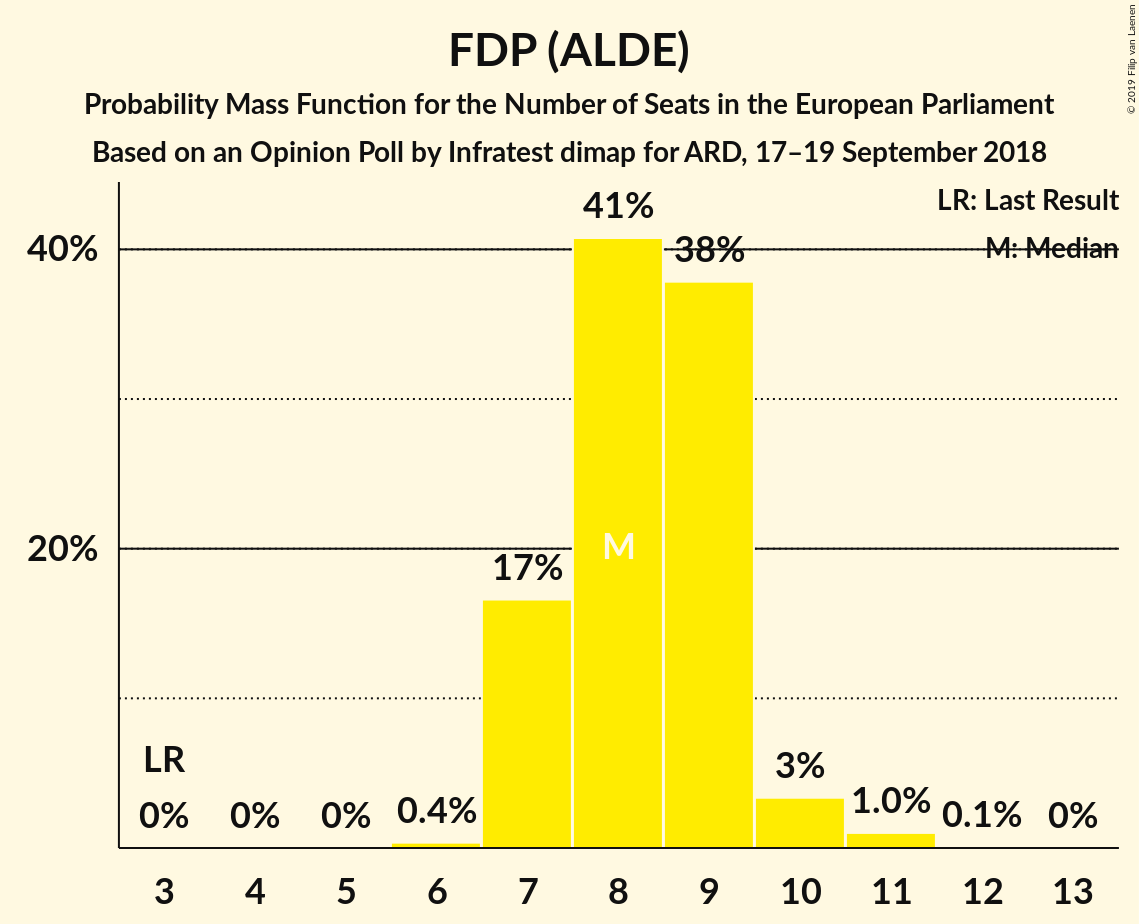 FDP (ALDE)
Probability Mass Function for the Number of Seats in the European Parliament
Based on an Opinion Poll by Infratest dimap for ARD, 17–19 September 2018
© 2019 Filip van Laenen
LR: Last Result
M: Median
40%
20%
LR
0%
0%
0%
0.4%
17%
41%
M
38%
3%
1.0%
0.1%
0%
3 4 5 6 7 8 9 10 11 12 13